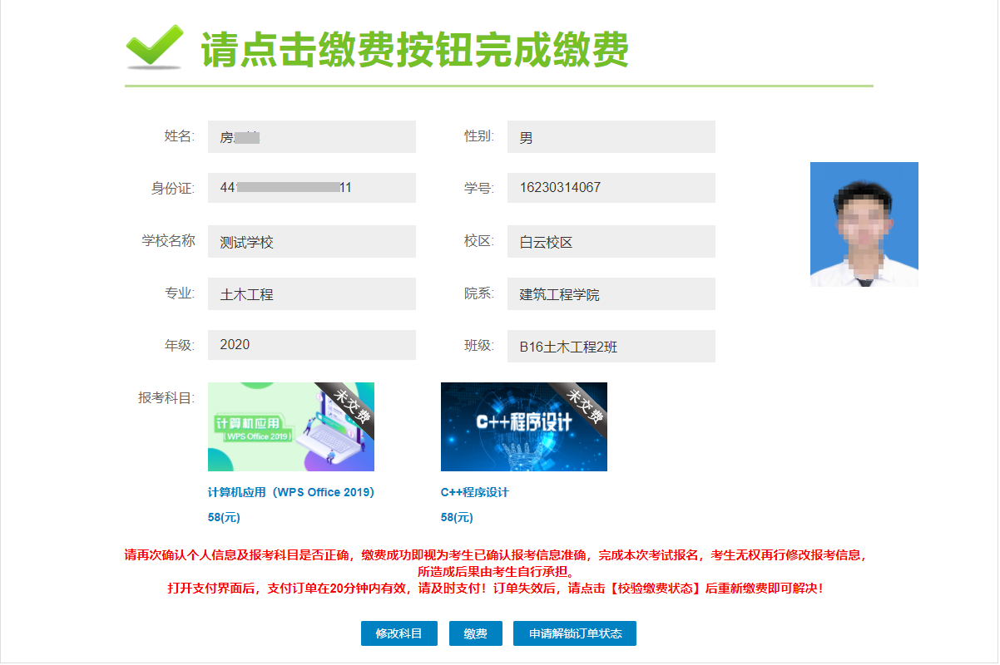 请点击缴费按钮完成缴费
姓名: 房
性别: 男
身份证: 44 11
学号: 16230314067
学校名称 测试学校
校区: 白云校区
专业: 土木工程
院系: 建筑工程学院
年级: 2020
班级: B16土木工程2班
报考科目:
未交费
计算机应用
WPS Office 2019
未交费
C++程序设计
计算机应用（WPS Office 2019）
C++程序设计
58(元)
58(元)
请再次确认个人信息及报考科目是否正确，缴费成功即视为考生已确认报考信息准确，完成本次考试报名，考生无权再行修改报考信息，
所造成后果由考生自行承担。
打开支付界面后，支付订单在20分钟内有效，请及时支付！订单失效后，请点击【校验缴费状态】后重新缴费即可解决！
修改科目
缴费
申请解锁订单状态